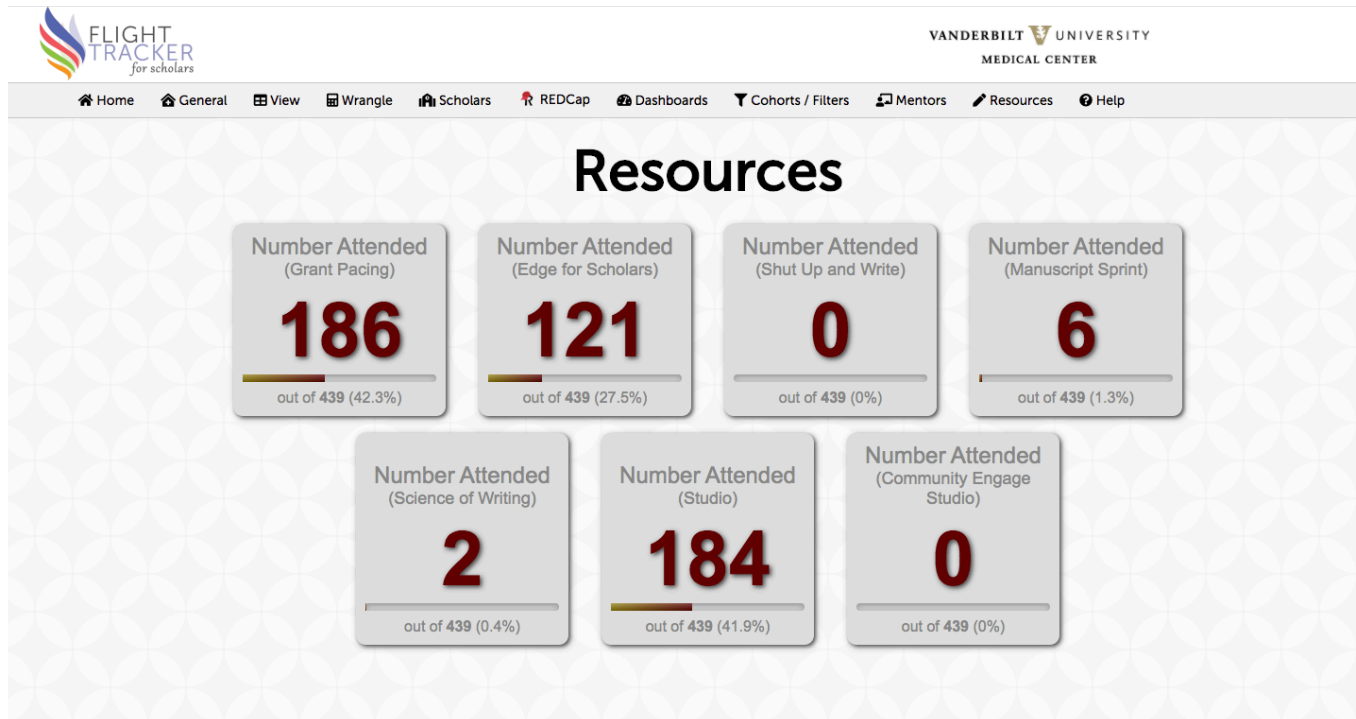 FLIGHT
TRACKER
for scholars
VANDERBILT UNIVERSITY
MEDICAL CENTER
Home General View Wrangle Scholars REDCap Dashboards Cohorts / Filters Mentors Resources Help
Resources
Number Attended
(Grant Pacing)
186
out of 439 (42.3%)
Number Attended
(Edge for Scholars)
121
out of 439 (27.5%)
Number Attended
(Shut Up and Write)
0
out of 439 (0%)
Number Attended
(Manuscript Sprint)
6
out of 439 (1.3%)
Number Attended
(Science of Writing)
2
out of 439 (0.4%)
Number Attended
(Studio)
184
out of 439 (41.9%)
Number Attended
(Community Engage
Studio)
0
out of 439 (0%)